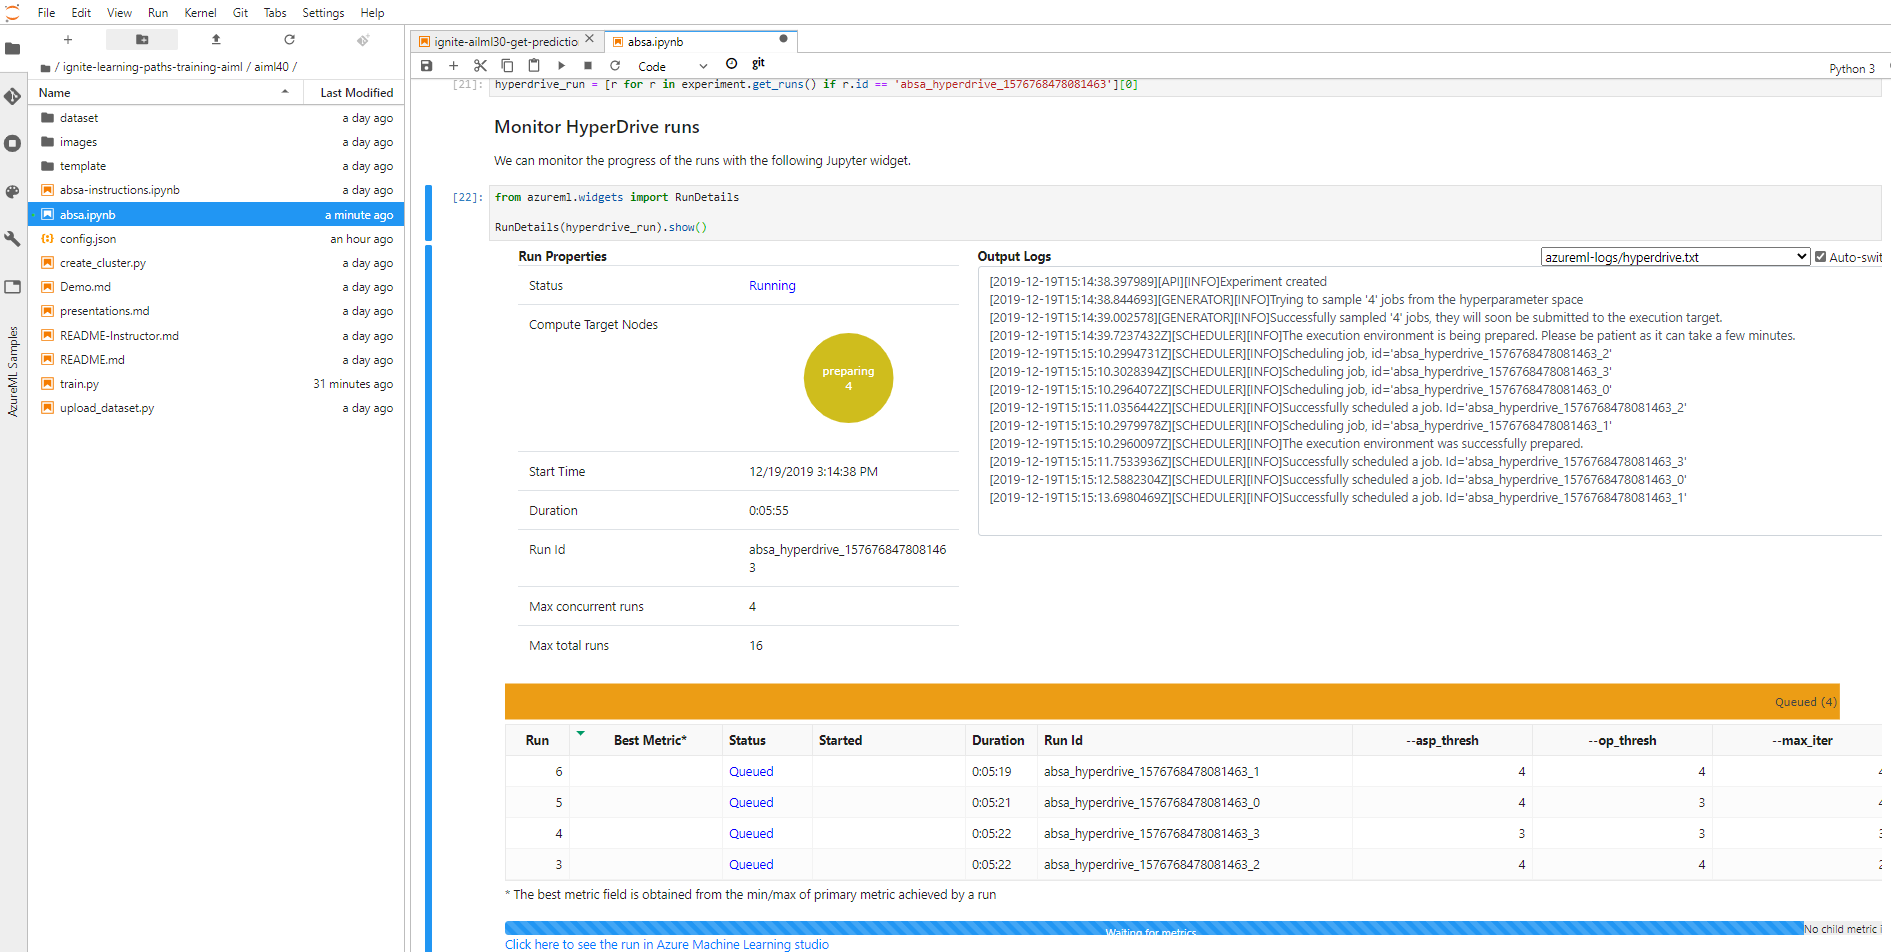 File Edit View Run Kernel Git Tabs Settings Help
/ ignite-learning-paths-training-aiml / aiml40 /
Name Last Modified
dataset a day ago
images a day ago
template a day ago
absa-instructions.ipynb a day ago
absa.ipynb a minute ago
config.json an hour ago
create_cluster.py a day ago
Demo.md a day ago
presentations.md a day ago
README-Instructor.md a day ago
README.md a day ago
train.py 31 minutes ago
upload_dataset.py a day ago
AzureML Samples
ignite-ailml30-get-predictio absa.ipynb
Code git Python 3
[21]: hyperdrive_run = [r for r in experiment.get_runs() if r.id == 'absa_hyperdrive_1576768478081463'][0]
Monitor HyperDrive runs
We can monitor the progress of the runs with the following Jupyter widget.
[22]: from azureml.widgets import RunDetails
RunDetails(hyperdrive_run).show()
Run Properties
Status Running
Compute Target Nodes
preparing
4
Start Time 12/19/2019 3:14:38 PM
Duration 0:05:55
Run Id absa_hyperdrive_157676847808146
3
Max concurrent runs 4
Max total runs 16
Output Logs azureml-logs/hyperdrive.txt Auto-swit
[2019-12-19T15:14:38.397989][API][INFO]Experiment created
[2019-12-19T15:14:38.844693][GENERATOR][INFO]Trying to sample '4' jobs from the hyperparameter space
[2019-12-19T15:14:39.002578][GENERATOR][INFO]Successfully sampled '4' jobs, they will soon be submitted to the execution target.
[2019-12-19T15:14:39.7237432Z][SCHEDULER][INFO]The execution environment is being prepared. Please be patient as it can take a few minutes.
[2019-12-19T15:15:10.2994731Z][SCHEDULER][INFO]Scheduling job, id='absa_hyperdrive_1576768478081463_2'
[2019-12-19T15:15:10.3028394Z][SCHEDULER][INFO]Scheduling job, id='absa_hyperdrive_1576768478081463_3'
[2019-12-19T15:15:10.2964072Z][SCHEDULER][INFO]Scheduling job, id='absa_hyperdrive_1576768478081463_0'
[2019-12-19T15:15:11.0356442Z][SCHEDULER][INFO]Successfully scheduled a job. Id='absa_hyperdrive_1576768478081463_2'
[2019-12-19T15:15:10.2979978Z][SCHEDULER][INFO]Scheduling job, id='absa_hyperdrive_1576768478081463_1'
[2019-12-19T15:15:10.2960097Z][SCHEDULER][INFO]The execution environment was successfully prepared.
[2019-12-19T15:15:11.7533936Z][SCHEDULER][INFO]Successfully scheduled a job. Id='absa_hyperdrive_1576768478081463_3'
[2019-12-19T15:15:12.5882304Z][SCHEDULER][INFO]Successfully scheduled a job. Id='absa_hyperdrive_1576768478081463_0'
[2019-12-19T15:15:13.6980469Z][SCHEDULER][INFO]Successfully scheduled a job. Id='absa_hyperdrive_1576768478081463_1'
Queued (4)
Run Best Metric* Status Started Duration Run Id --asp_thresh --op_thresh --max_iter
6 Queued 0:05:19 absa_hyperdrive_1576768478081463_1 4 4
5 Queued 0:05:21 absa_hyperdrive_1576768478081463_0 4 3
4 Queued 0:05:22 absa_hyperdrive_1576768478081463_3 3 3
3 Queued 0:05:22 absa_hyperdrive_1576768478081463_2 4 4
* The best metric field is obtained from the min/max of primary metric achieved by a run
Waiting for metrics No child metric
Click here to see the run in Azure Machine Learning studio